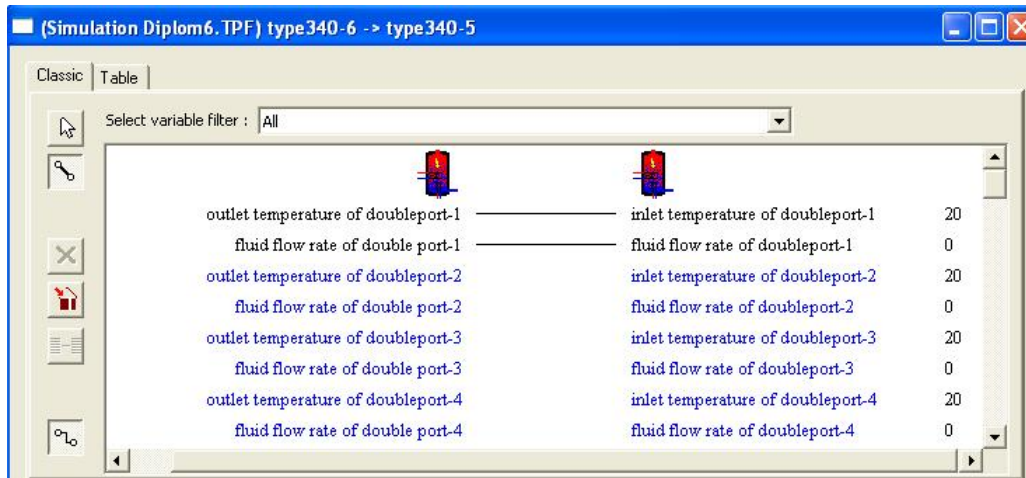 (Simulation Diplom6.TPF) type340-6 -> type340-5
Classic Table
Select variable filter : All
outlet temperature of doubleport-1 inlet temperature of doubleport-1 20
fluid flow rate of double port-1 fluid flow rate of doubleport-1 0
outlet temperature of doubleport-2 inlet temperature of doubleport-2 20
fluid flow rate of double port-2 fluid flow rate of doubleport-2 0
outlet temperature of doubleport-3 inlet temperature of doubleport-3 20
fluid flow rate of double port-3 fluid flow rate of doubleport-3 0
outlet temperature of doubleport-4 inlet temperature of doubleport-4 20
fluid flow rate of double port-4 fluid flow rate of doubleport-4 0